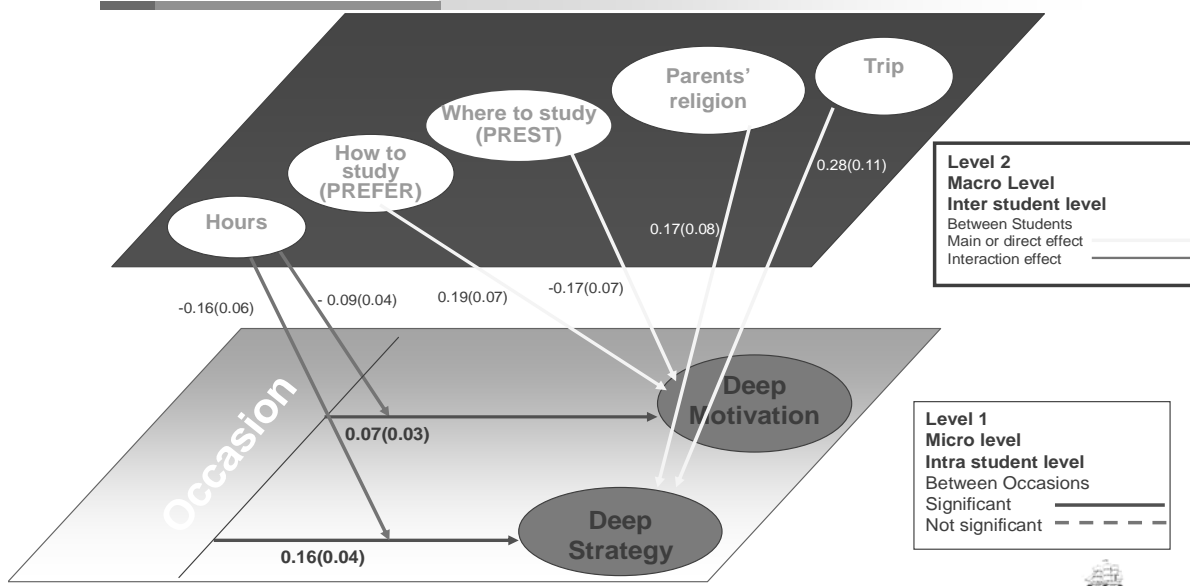 Trip
Parents’
religion
Where to study
(PREST)
How to
study
(PREFER)
Hours
0.28(0.11)
0.17(0.08)
-0.16(0.06)
- 0.09(0.04)
0.19(0.07)
-0.17(0.07)
Level 2
Macro Level
Inter student level
Between Students
Main or direct effect
Interaction effect
Occasion
Deep
Motivation
0.07(0.03)
Deep
Strategy
0.16(0.04)
Level 1
Micro level
Intra student level
Between Occasions
Significant
Not significant